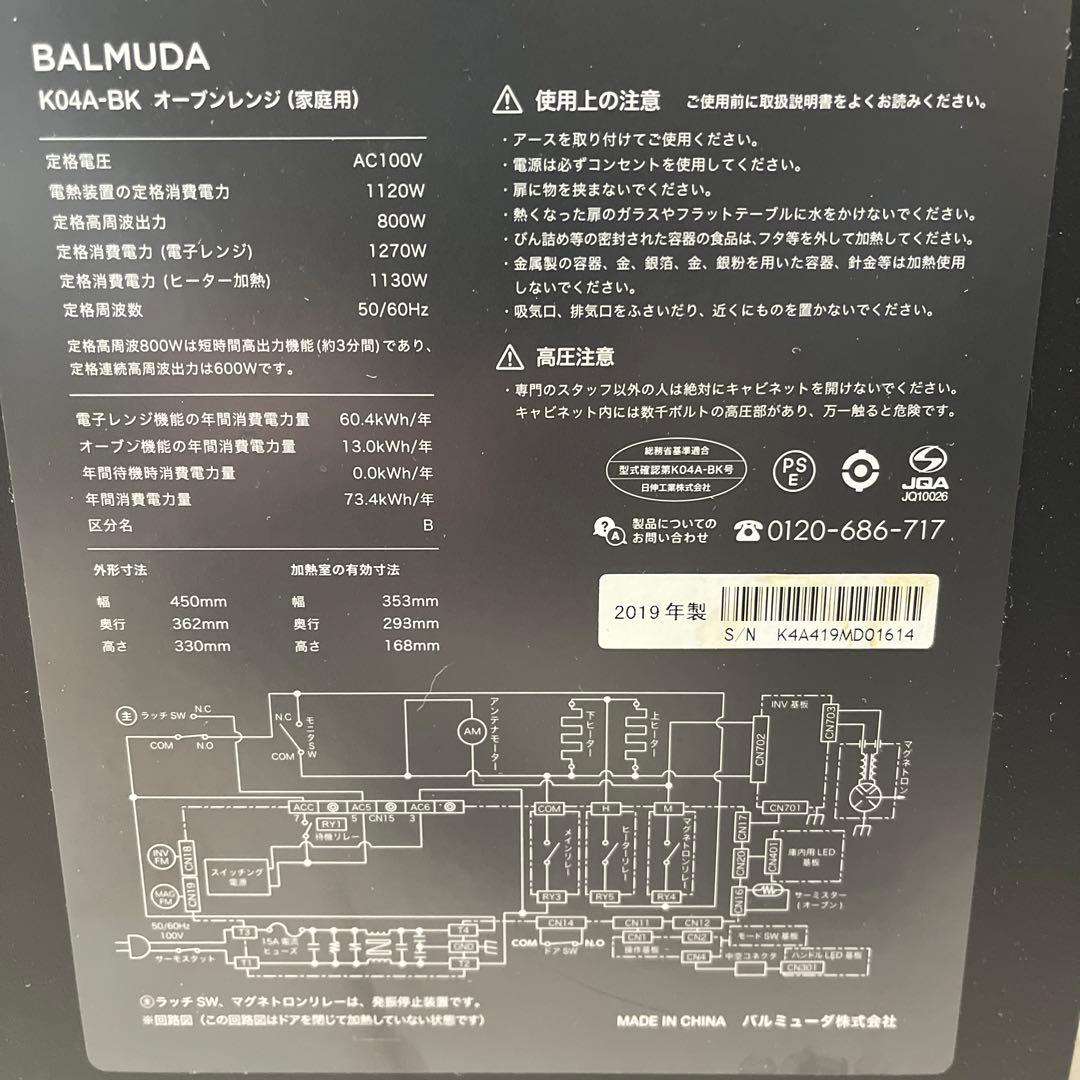 BALMUDA
K04A-BK オーブンレンジ (家庭用)
定格電圧 AC100V
電熱装置の定格消費電力 1120W
定格高周波出力 800W
定格消費電力 (電子レンジ) 1270W
定格消費電力 (ヒーター加熱) 1130W
定格周波数 50/60Hz
定格高周波800Wは短時間高出力機能(約3分間)であり、
定格連続高周波出力は600Wです。
電子レンジ機能の年間消費電力量 60.4kWh/年
オーブン機能の年間消費電力量 13.0kWh/年
年間待機時消費電力量 0.0kWh/年
年間消費電力量 73.4kWh/年
区分名 B
外形寸法 加熱室の有効寸法
幅 450mm 幅 353mm
奥行 362mm 奥行 293mm
高さ 330mm 高さ 168mm
使用上の注意 ご使用前に取扱説明書をよくお読みください。
・アースを取り付けてご使用ください。
・電源は必ずコンセントを使用してください。
・扉に物を挟まないでください。
・熱くなった扉のガラスやフラットテーブルに水をかけないでください。
・びん詰め等の密封された容器の食品は、フタ等を外して加熱してください。
・金属製の容器、金、銀箔、金、銀粉を用いた容器、針金等は加熱使用
しないでください。
・吸気口、排気口をふさいだり、近くにものを置かないでください。
高圧注意
・専門のスタッフ以外の人は絶対にキャビネットを開けないでください。
キャビネット内には数千ボルトの高圧部があり、万一触ると危険です。
総務省基準適合
型式確認第K04A-BK号
日伸工業株式会社
PS
E
JQA
JQ10026
?
A
製品についての
お問い合わせ
0120-686-717
2019年製
S/N K4A419MD01614
主 ラッチSW N.C
COM N.O
N.C
COM
モニタSW
AM
アンテナモーター
下ヒーター
上ヒーター
INV 基板
CN702
CN703
マグネトロン
CN701
ACC AC5 AC6
7 5 CN15 3
RY1
待機リレー
COM H M
メインリレー
ヒーターリレー
マグネトロンリレー
RY3 RY5 RY4
INV FM
CN18
MAG FM
CN19
スイッチング
電源
CN17
CN20
CN16
CN401
庫内用LED
基板
サーミスター
(オーブン)
50/60Hz
100V
サーモスタット
T3
T1
15A 電流
ヒューズ
T4
GND
T2
CN14
COM N.O
ドアSW
CN11 CN12
CN1 CN2
操作基板
CN4
モードSW 基板
中空コネクタ
ハンドルLED 基板
CN301
主ラッチSW、マグネトロンリレーは、発振停止装置です。
※回路図 (この回路図はドアを閉じて加熱していない状態です)
MADE IN CHINA バルミューダ株式会社